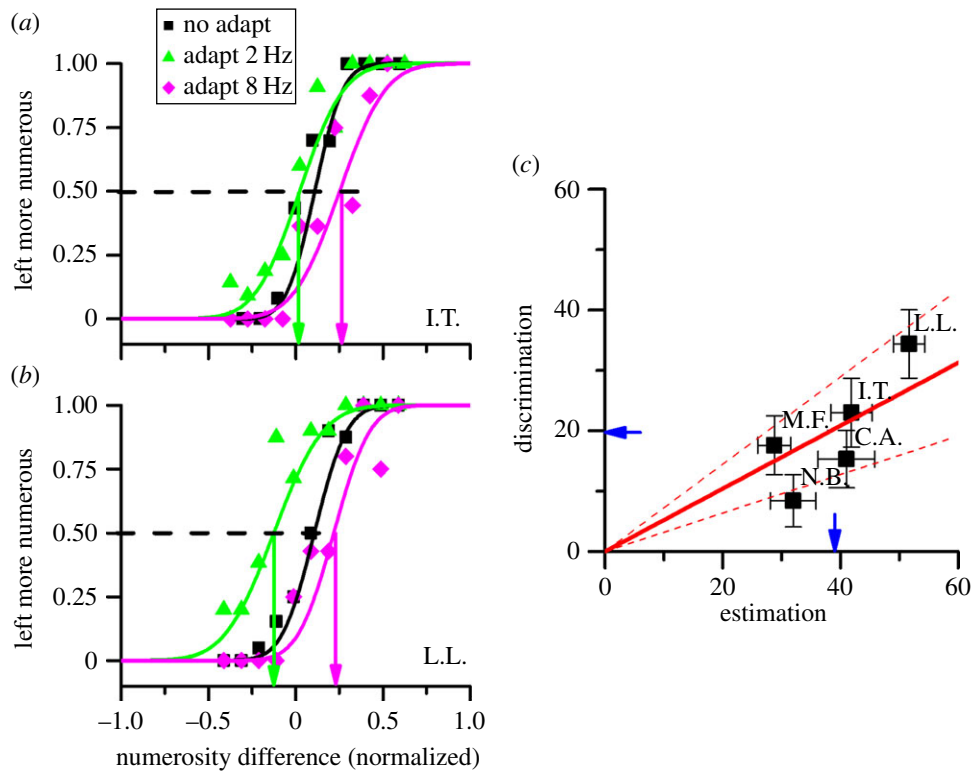 (a)
no adapt
adapt 2 Hz
adapt 8 Hz
1.00
0.75
0.50
0.25
0
left more numerous
I.T.
(b)
1.00
0.75
0.50
0.25
0
left more numerous
L.L.
–1.0 –0.5 0 0.5 1.0
numerosity difference (normalized)
(c)
60
40
20
0
discrimination
L.L.
I.T.
M.F.
C.A.
N.B.
0 20 40 60
estimation